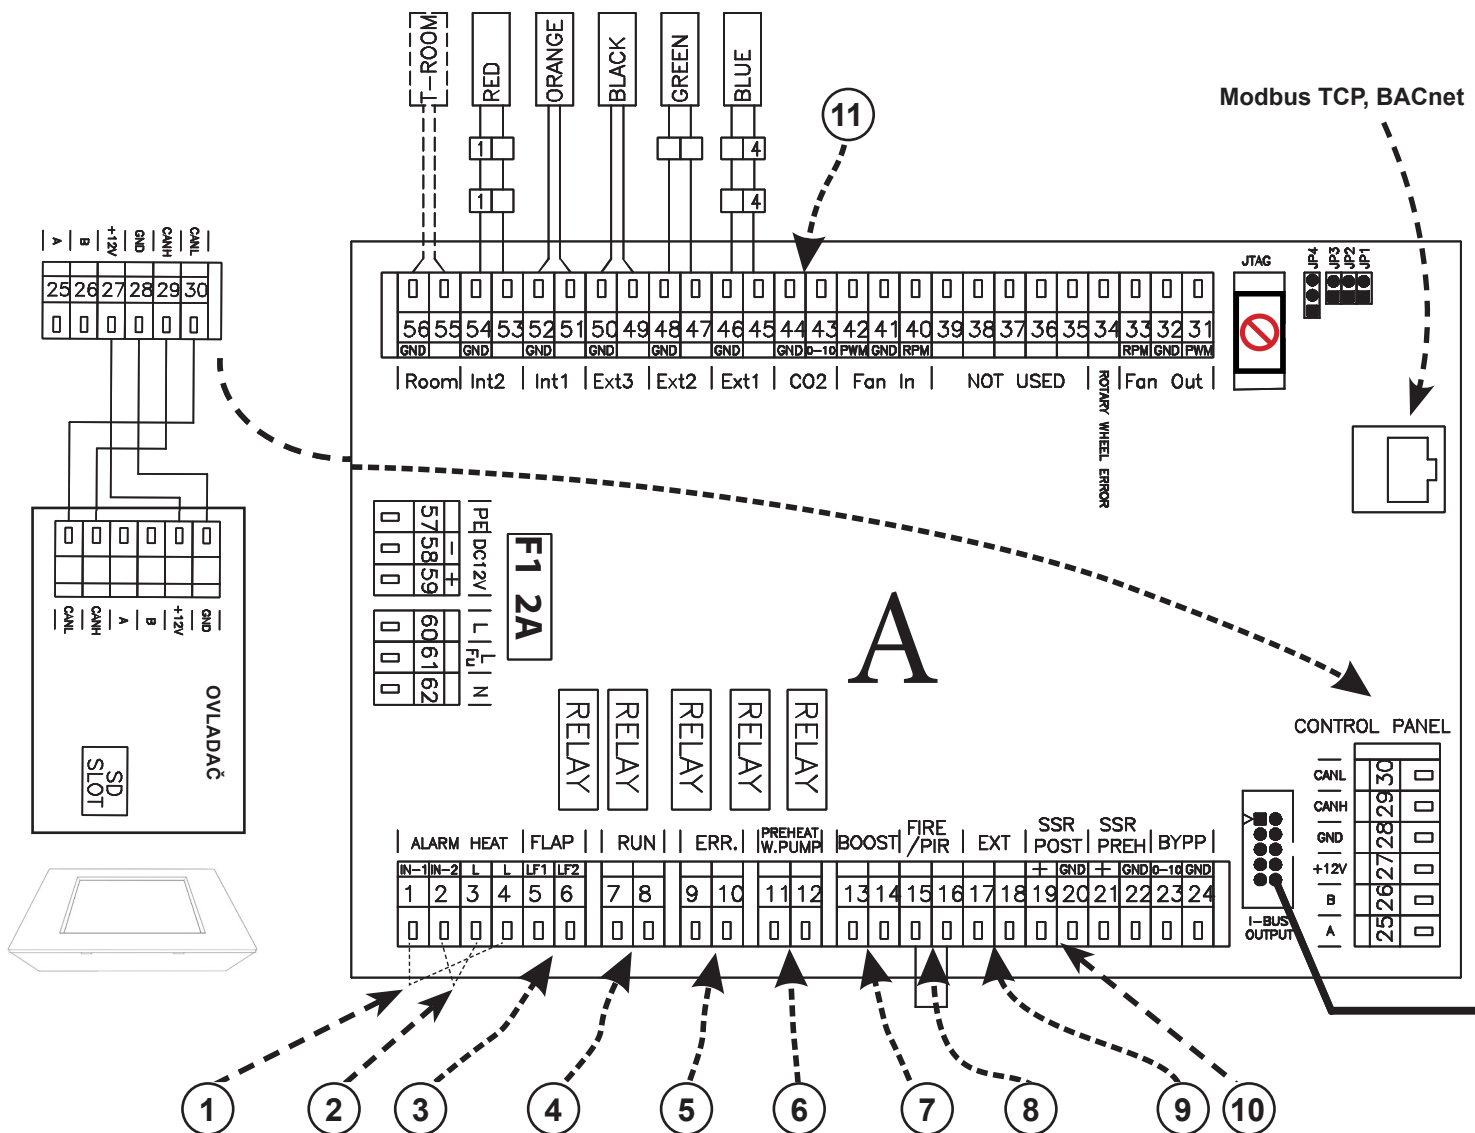 T-ROOM
RED
ORANGE
BLACK
GREEN
BLUE
1
4
1
4
11
Modbus TCP, BACnet
A B +12V GND CANH CANL
25 26 27 28 29 30
JTAG
JP4 JP3 JP2 JP1
56 55 54 53 52 51 50 49 48 47 46 45 44 43 42 41 40 39 38 37 36 35 34 33 32 31
GND GND GND GND GND GND GND 0-10 PWM GND RPM RPM GND PWM
Room Int2 Int1 Ext3 Ext2 Ext1 CO2 Fan In NOT USED ROTARY WHEEL ERROR Fan Out
57 PE
58 - DC12V
59 +
60 L
61 L Fu
62 N
F1 2A
A
CANL CANH A B +12V GND
OVLADAČ
SD SLOT
RELAY
RELAY
RELAY
RELAY
RELAY
CONTROL PANEL
CANL 30
CANH 29
GND 28
+12V 27
B 26
A 25
I-BUS
OUTPUT
ALARM HEAT FLAP RUN ERR. PREHEAT W.PUMP BOOST FIRE /PIR EXT SSR POST SSR PREH BYPP
IN-1 IN-2 L L LF1 LF2 + GND + GND 0-10 GND
1 2 3 4 5 6 7 8 9 10 11 12 13 14 15 16 17 18 19 20 21 22 23 24
1 2 3 4 5 6 7 8 9 10